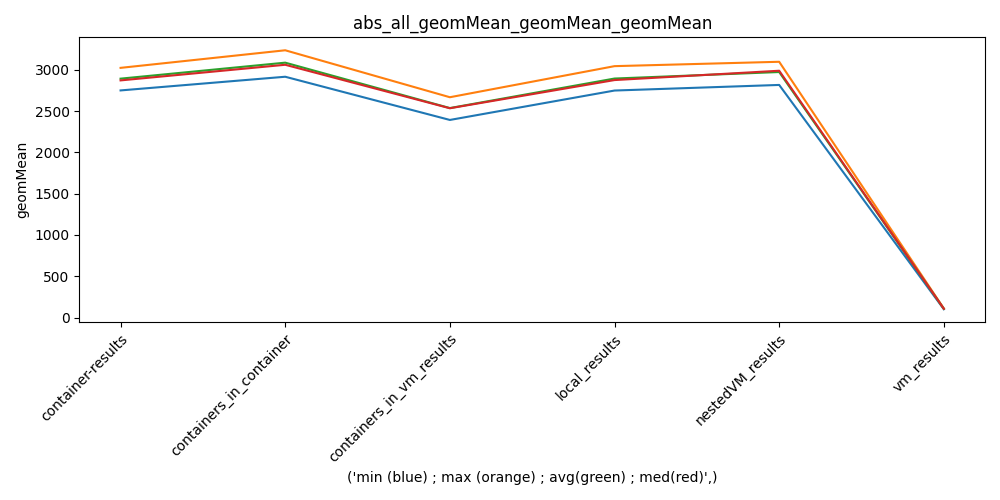 abs_all_geomMean_geomMean_geomMean
geomMean
3000
2500
2000
1500
1000
500
0
container-results
containers_in_container
containers_in_vm_results
local_results
nestedVM_results
vm_results
('min (blue) ; max (orange) ; avg(green) ; med(red)',)